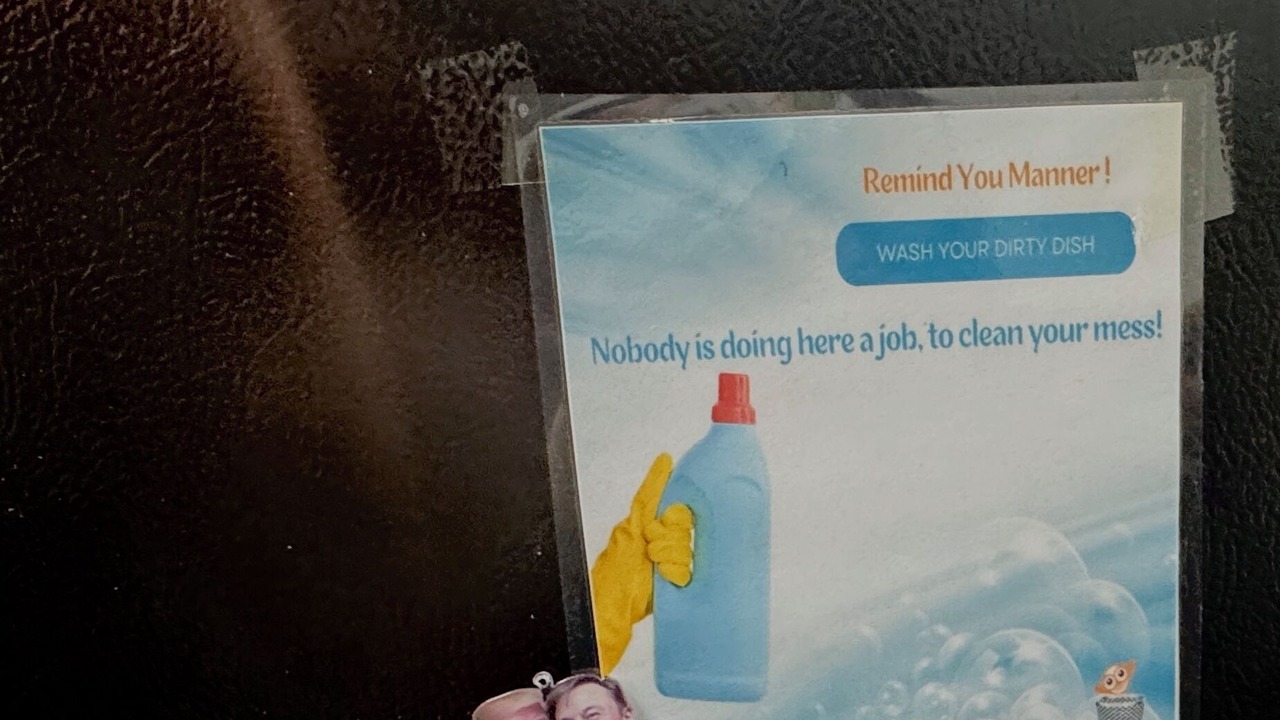 Remind You Manner!
WASH YOUR DIRTY DISH
Nobody is doing here a job, to clean your mess!